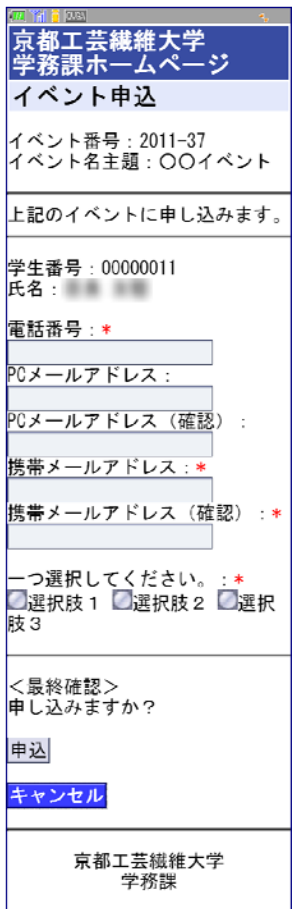 京都工芸繊維大学
学務課ホームページ
イベント申込
イベント番号：2011-37
イベント名主題：〇〇イベント
上記のイベントに申し込みます。
学生番号：00000011
氏名：
電話番号：*
PCメールアドレス：
PCメールアドレス（確認）：
携帯メールアドレス：*
携帯メールアドレス（確認）：*
一つ選択してください。：*
選択肢１ 選択肢２ 選択
肢３
＜最終確認＞
申し込みますか？
申込
キャンセル
京都工芸繊維大学
学務課